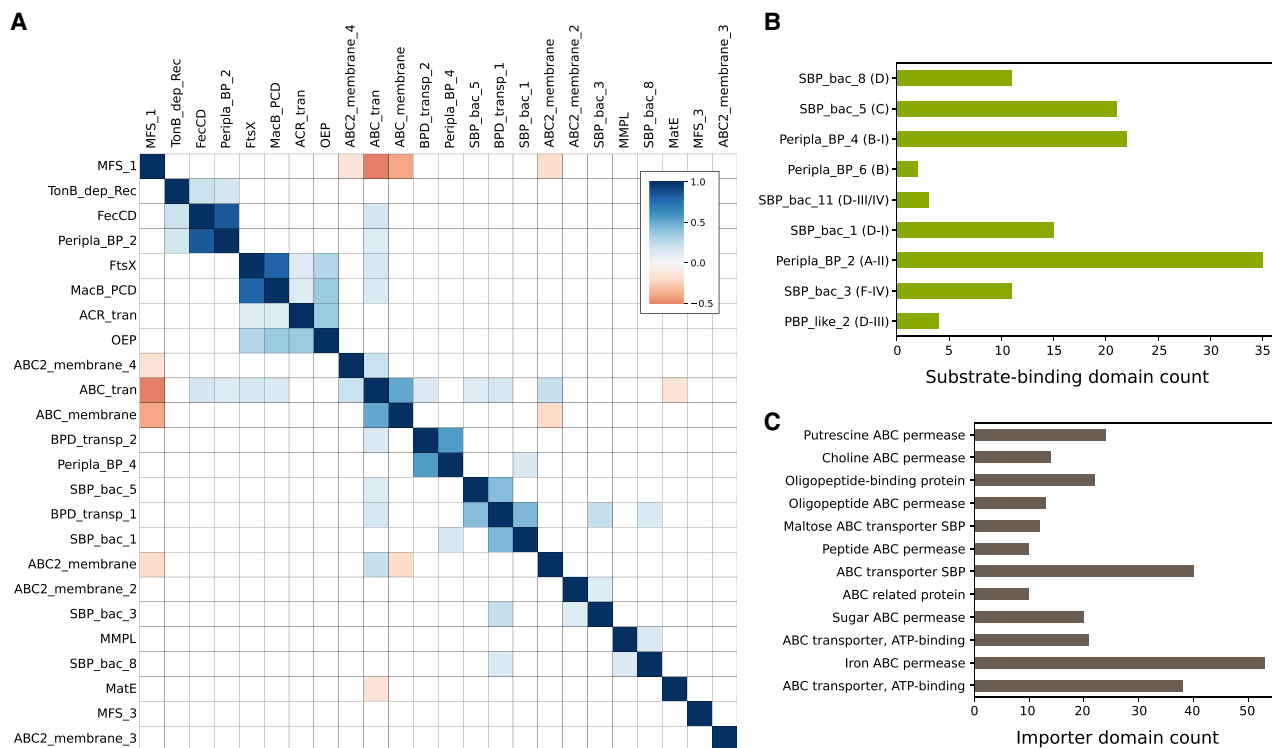 A
MFS_1
TonB_dep_Rec
FecCD
Peripla_BP_2
FtsX
MacB_PCD
ACR_tran
OEP
ABC2_membrane_4
ABC_tran
ABC_membrane
BPD_transp_2
Peripla_BP_4
SBP_bac_5
BPD_transp_1
SBP_bac_1
ABC2_membrane
ABC2_membrane_2
SBP_bac_3
MMPL
SBP_bac_8
MatE
MFS_3
ABC2_membrane_3
MFS_1
TonB_dep_Rec
FecCD
Peripla_BP_2
FtsX
MacB_PCD
ACR_tran
OEP
ABC2_membrane_4
ABC_tran
ABC_membrane
BPD_transp_2
Peripla_BP_4
SBP_bac_5
BPD_transp_1
SBP_bac_1
ABC2_membrane
ABC2_membrane_2
SBP_bac_3
MMPL
SBP_bac_8
MatE
MFS_3
ABC2_membrane_3
1.0
0.5
0.0
−0.5
B
SBP_bac_8 (D)
SBP_bac_5 (C)
Peripla_BP_4 (B-I)
Peripla_BP_6 (B)
SBP_bac_11 (D-III/IV)
SBP_bac_1 (D-I)
Peripla_BP_2 (A-II)
SBP_bac_3 (F-IV)
PBP_like_2 (D-III)
0 5 10 15 20 25 30 35
Substrate-binding domain count
C
Putrescine ABC permease
Choline ABC permease
Oligopeptide-binding protein
Oligopeptide ABC permease
Maltose ABC transporter SBP
Peptide ABC permease
ABC transporter SBP
ABC related protein
Sugar ABC permease
ABC transporter, ATP-binding
Iron ABC permease
ABC transporter, ATP-binding
0 10 20 30 40 50
Importer domain count